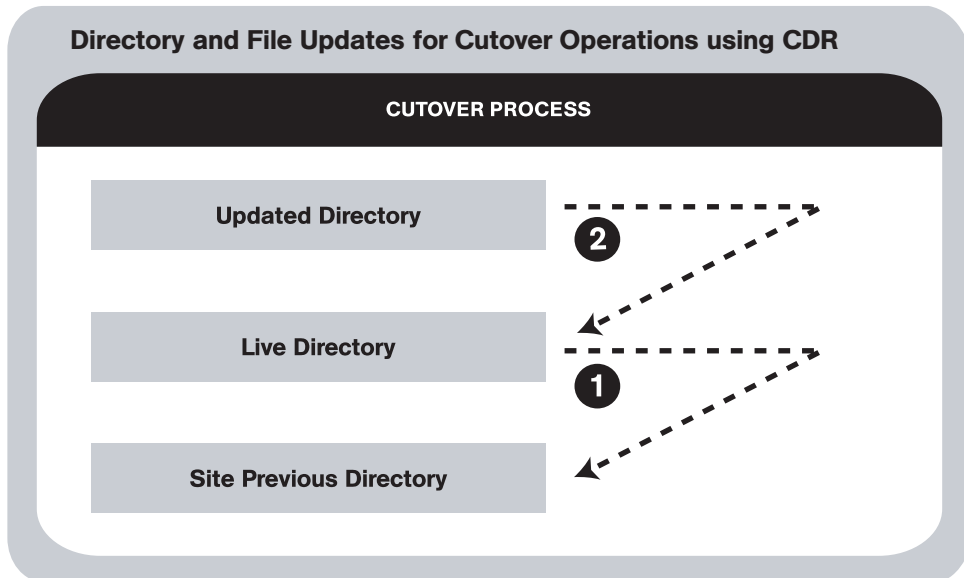 Directory and File Updates for Cutover Operations using CDR
CUTOVER PROCESS
Updated Directory
2
Live Directory
1
Site Previous Directory